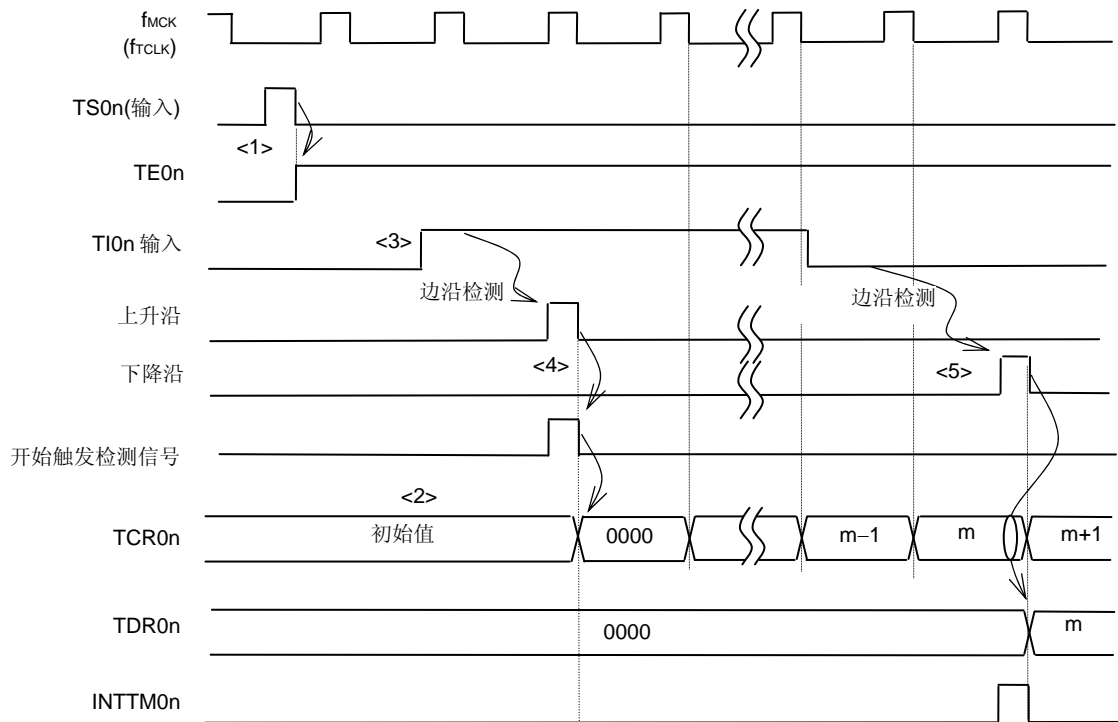 fMCK
(fTCLK)
TS0n(输入)
<1>
TE0n
TI0n 输入
<3>
边沿检测
边沿检测
上升沿
<4>
下降沿
<5>
开始触发检测信号
<2>
TCR0n
初始值
0000
m−1
m
m+1
TDR0n
0000
m
INTTM0n